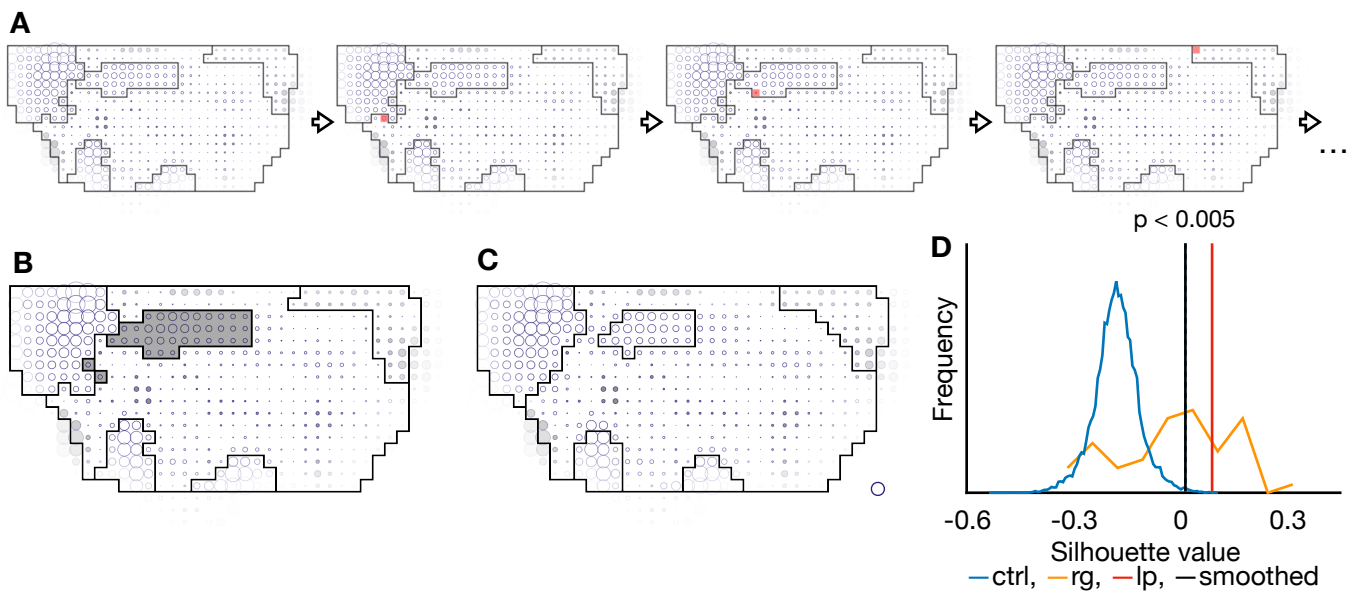 A
...
p < 0.005
B
C
D
Frequency
-0.6
-0.3
0
0.3
Silhouette value
ctrl, rg, lp, smoothed